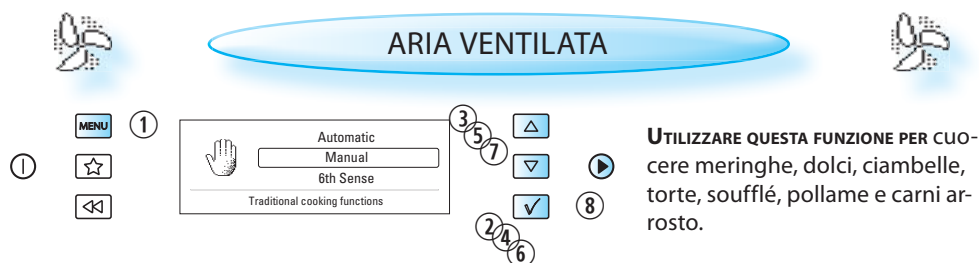 ARIA VENTILATA
MENU
①
Automatic
Manual
6th Sense
Traditional cooking functions
③
⑤
⑦
②
④
⑥
⑧
UTILIZZARE QUESTA FUNZIONE PER cuo-
cere meringhe, dolci, ciambelle,
torte, soufflé, pollame e carni ar-
rosto.